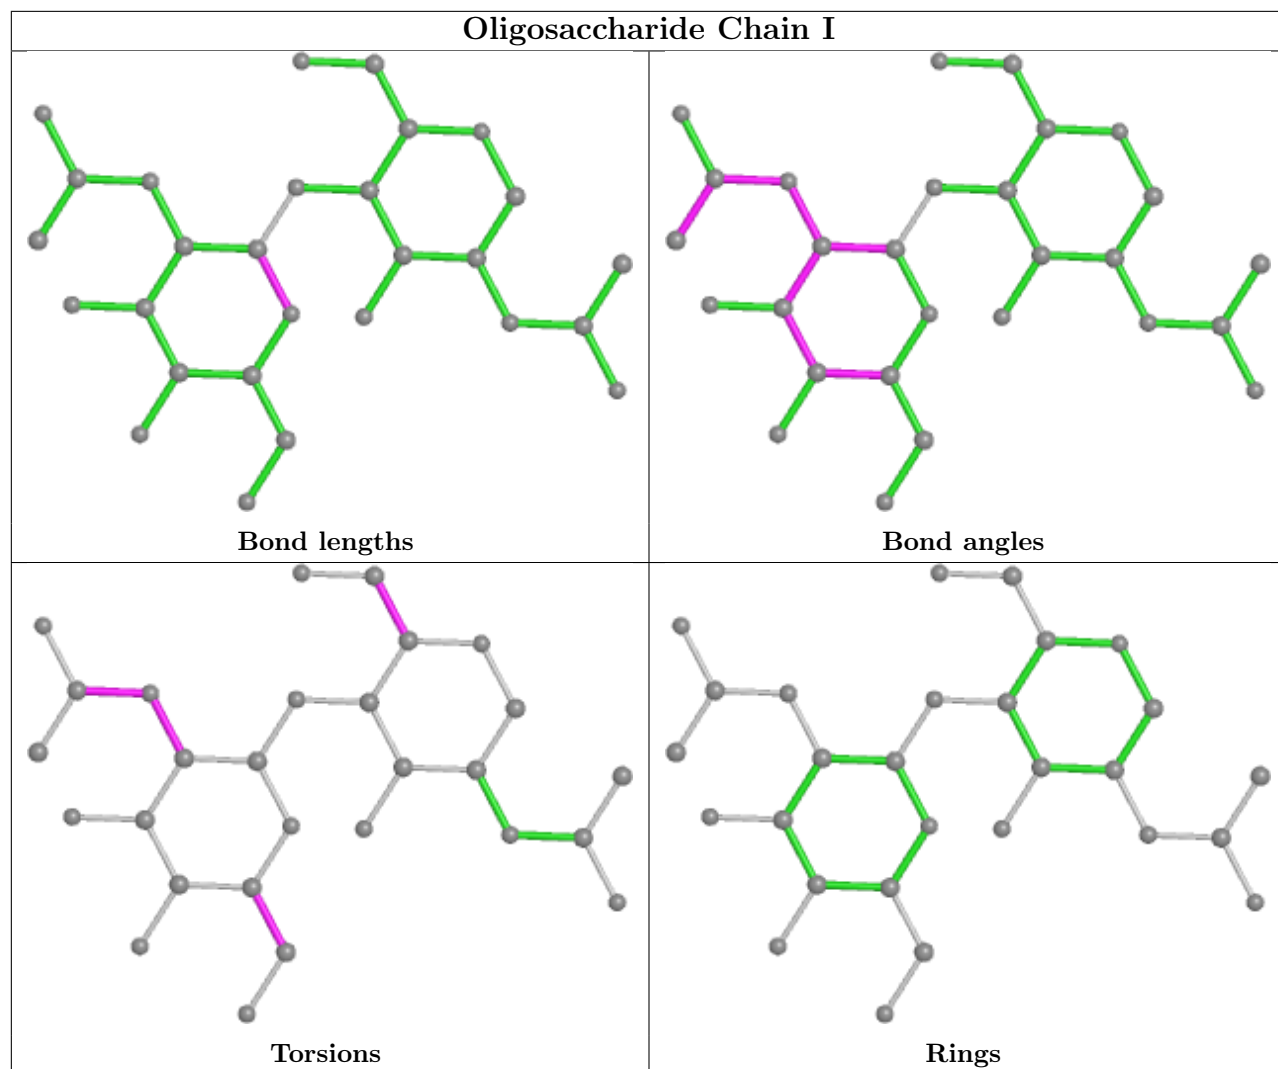 Oligosaccharide Chain I
Bond lengths
Bond angles
Torsions
Rings